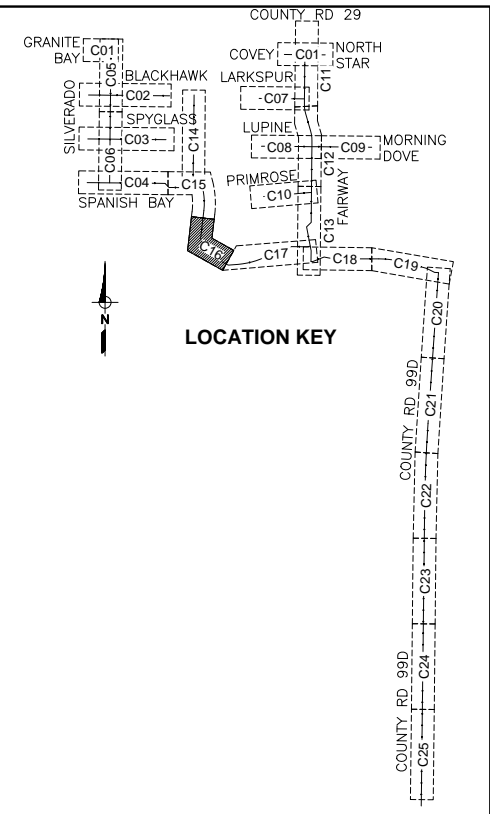 COUNTY RD 29
GRANITE
BAY
C01
COVEY
C01
NORTH
STAR
C05
BLACKHAWK
LARKSPUR
C11
SILVERADO
C02
C07
SPYGLASS
C14
LUPINE
C03
C08
C12
C09
MORNING
DOVE
C06
PRIMROSE
C04
C15
C10
FAIRWAY
SPANISH BAY
C13
C16
C17
C18
C19
C20
N
LOCATION KEY
COUNTY RD 99D
C21
C22
C23
C24
COUNTY RD 99D
C25